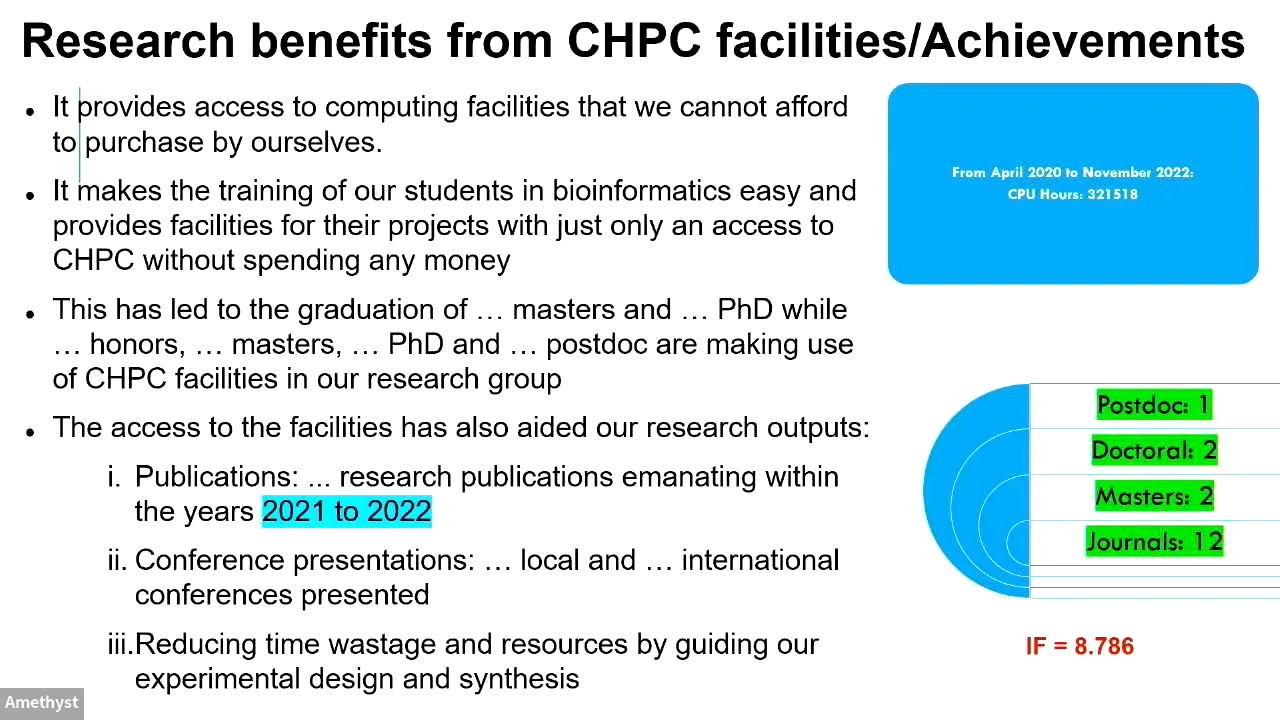 Research benefits from CHPC facilities/Achievements
It provides access to computing facilities that we cannot afford
to purchase by ourselves.
It makes the training of our students in bioinformatics easy and
provides facilities for their projects with just only an access to
CHPC without spending any money
This has led to the graduation of … masters and … PhD while
… honors, … masters, … PhD and … postdoc are making use
of CHPC facilities in our research group
The access to the facilities has also aided our research outputs:
i. Publications: ... research publications emanating within
the years 2021 to 2022
ii. Conference presentations: … local and … international
conferences presented
iii.Reducing time wastage and resources by guiding our
experimental design and synthesis
From April 2020 to November 2022:
CPU Hours: 321518
Postdoc: 1
Doctoral: 2
Masters: 2
Journals: 12
IF = 8.786
Amethyst